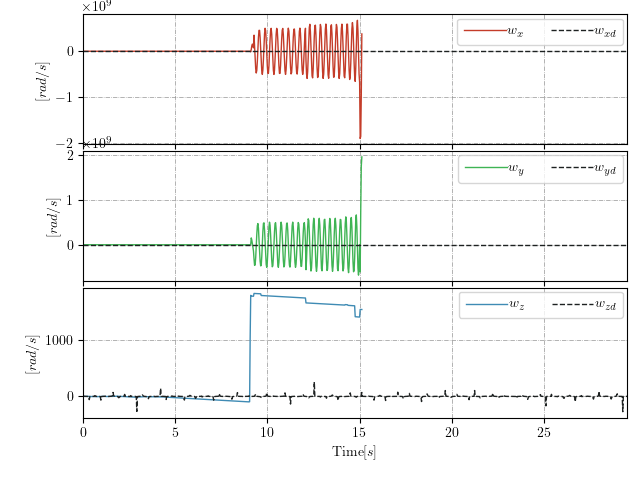 ×10⁹
0
−1
−2
[rad/s]
w_x
w_xd
×10⁹
2
1
0
[rad/s]
w_y
w_yd
1000
0
[rad/s]
w_z
w_zd
0 5 10 15 20 25
Time[s]